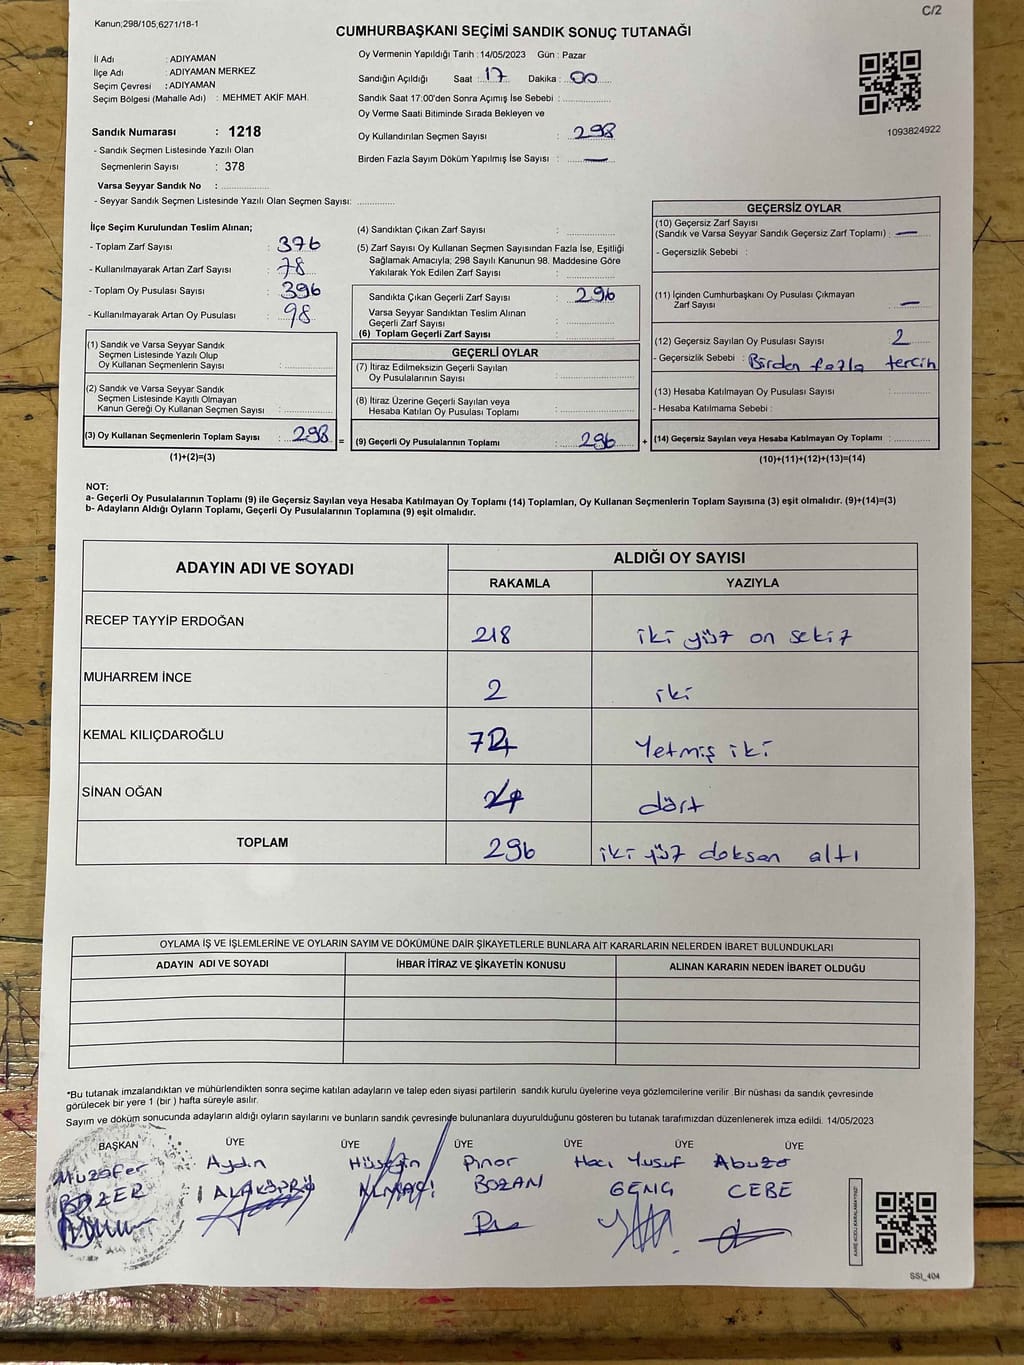 C/2
Kanun;298/105;6271/18-1
CUMHURBAŞKANI SEÇİMİ SANDIK SONUÇ TUTANAĞI
İl Adı : ADIYAMAN
İlçe Adı : ADIYAMAN MERKEZ
Seçim Çevresi : ADIYAMAN
Seçim Bölgesi (Mahalle Adı) : MEHMET AKİF MAH.
Sandık Numarası : 1218
- Sandık Seçmen Listesinde Yazılı Olan
Seçmenlerin Sayısı : 378
Varsa Seyyar Sandık No :
- Seyyar Sandık Seçmen Listesinde Yazılı Olan Seçmen Sayısı:
Oy Vermenin Yapıldığı Tarih : 14/05/2023 Gün : Pazar
Sandığın Açıldığı Saat : 17 Dakika : 00
Sandık Saat 17:00'den Sonra Açımış İse Sebebi :
Oy Verme Saati Bitiminde Sırada Bekleyen ve
Oy Kullandırılan Seçmen Sayısı : 298
Birden Fazla Sayım Döküm Yapılmış İse Sayısı : —
1093824922
İlçe Seçim Kurulundan Teslim Alınan;
- Toplam Zarf Sayısı : 376
- Kullanılmayarak Artan Zarf Sayısı : 78
- Toplam Oy Pusulası Sayısı : 396
- Kullanılmayarak Artan Oy Pusulası : 98
(1) Sandık ve Varsa Seyyar Sandık
Seçmen Listesinde Yazılı Olup
Oy Kullanan Seçmenlerin Sayısı :
(2) Sandık ve Varsa Seyyar Sandık
Seçmen Listesinde Kayıtlı Olmayan
Kanun Gereği Oy Kullanan Seçmen Sayısı :
(3) Oy Kullanan Seçmenlerin Toplam Sayısı : 298 =
(1)+(2)=(3)
(4) Sandıktan Çıkan Zarf Sayısı :
(5) Zarf Sayısı Oy Kullanan Seçmen Sayısından Fazla İse, Eşitliği
Sağlamak Amacıyla; 298 Sayılı Kanunun 98. Maddesine Göre
Yakılarak Yok Edilen Zarf Sayısı :
Sandıkta Çıkan Geçerli Zarf Sayısı : 296
Varsa Seyyar Sandıktan Teslim Alınan
Geçerli Zarf Sayısı :
(6) Toplam Geçerli Zarf Sayısı :
GEÇERLİ OYLAR
(7) İtiraz Edilmeksizin Geçerli Sayılan
Oy Pusulalarının Sayısı :
(8) İtiraz Üzerine Geçerli Sayılan veya
Hesaba Katılan Oy Pusulası Toplamı :
(9) Geçerli Oy Pusulalarının Toplamı : 296 +
GEÇERSİZ OYLAR
(10) Geçersiz Zarf Sayısı
(Sandık ve Varsa Seyyar Sandık Geçersiz Zarf Toplamı) : —
- Geçersizlik Sebebi :
(11) İçinden Cumhurbaşkanı Oy Pusulası Çıkmayan
Zarf Sayısı : —
(12) Geçersiz Sayılan Oy Pusulası Sayısı : 2
- Geçersizlik Sebebi : Birden fazla tercih
(13) Hesaba Katılmayan Oy Pusulası Sayısı :
- Hesaba Katılmama Sebebi :
(14) Geçersiz Sayılan veya Hesaba Katılmayan Oy Toplamı :
(10)+(11)+(12)+(13)=(14)
NOT:
a- Geçerli Oy Pusulalarının Toplamı (9) ile Geçersiz Sayılan veya Hesaba Katılmayan Oy Toplamı (14) Toplamları, Oy Kullanan Seçmenlerin Toplam Sayısına (3) eşit olmalıdır. (9)+(14)=(3)
b- Adayların Aldığı Oyların Toplamı, Geçerli Oy Pusulalarının Toplamına (9) eşit olmalıdır.
ADAYIN ADI VE SOYADI ALDIĞI OY SAYISI
RAKAMLA YAZIYLA
RECEP TAYYİP ERDOĞAN 218 iki yüz on sekiz
MUHARREM İNCE 2 iki
KEMAL KILIÇDAROĞLU 72 Yetmiş iki
SİNAN OĞAN 4 dört
TOPLAM 296 iki yüz doksan altı
OYLAMA İŞ VE İŞLEMLERİNE VE OYLARIN SAYIM VE DÖKÜMÜNE DAİR ŞİKAYETLERLE BUNLARA AİT KARARLARIN NELERDEN İBARET BULUNDUKLARI
ADAYIN ADI VE SOYADI İHBAR İTİRAZ VE ŞİKAYETİN KONUSU ALINAN KARARIN NEDEN İBARET OLDUĞU
*Bu tutanak imzalandıktan ve mühürlendikten sonra seçime katılan adayların ve talep eden siyasi partilerin sandık kurulu üyelerine veya gözlemcilerine verilir .Bir nüshası da sandık çevresinde
görülecek bir yere 1 (bir ) hafta süreyle asılır.
Sayım ve döküm sonucunda adayların aldığı oyların sayılarını ve bunların sandık çevresinde bulunanlara duyurulduğunu gösteren bu tutanak tarafımızdan düzenlenerek imza edildi. 14/05/2023
BAŞKAN ÜYE ÜYE ÜYE ÜYE ÜYE ÜYE
Muzafer Aydın Hüseyin Pınar Hacı Yusuf Abuzo
BOZER ALAKÖPRÜ BOZAN GENG CEBE
KARE KODU KARALAMAYINIZ!
SSI_404